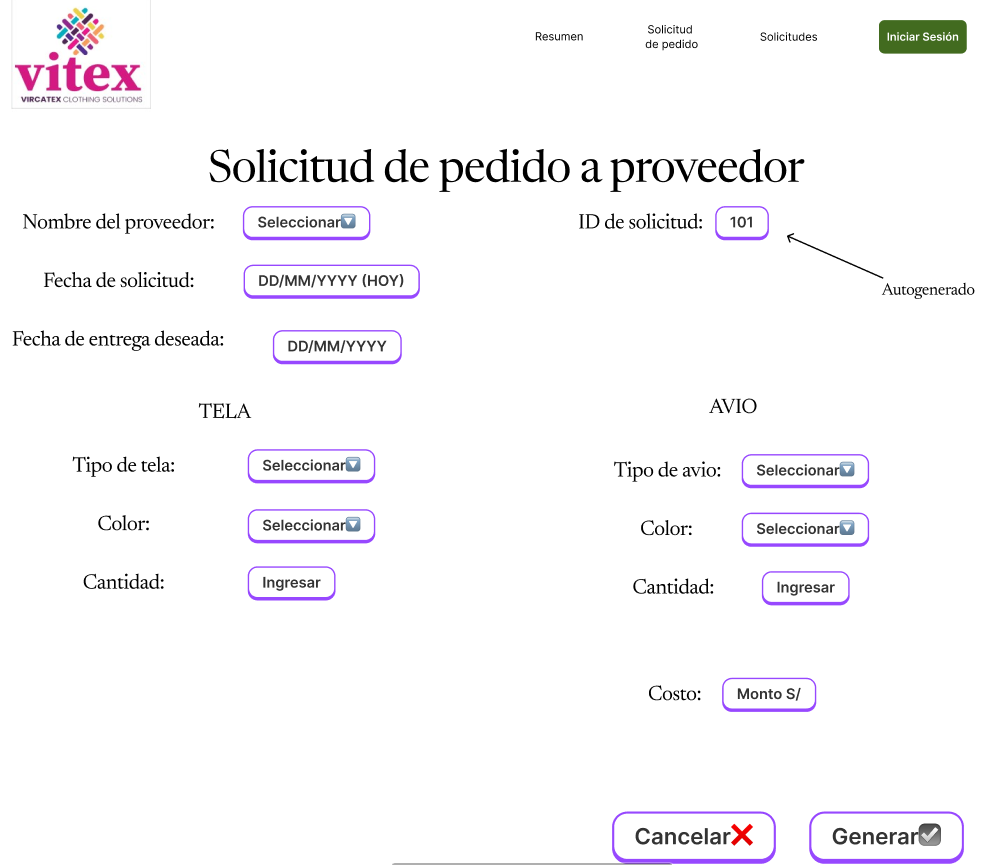 vitex
VIRCATEX CLOTHING SOLUTIONS
Resumen
Solicitud
de pedido
Solicitudes
Iniciar Sesión
Solicitud de pedido a proveedor
Nombre del proveedor: Seleccionar
ID de solicitud: 101
Autogenerado
Fecha de solicitud: DD/MM/YYYY (HOY)
Fecha de entrega deseada: DD/MM/YYYY
TELA
Tipo de tela: Seleccionar
Color: Seleccionar
Cantidad: Ingresar
AVIO
Tipo de avio: Seleccionar
Color: Seleccionar
Cantidad: Ingresar
Costo: Monto S/
Cancelar
Generar